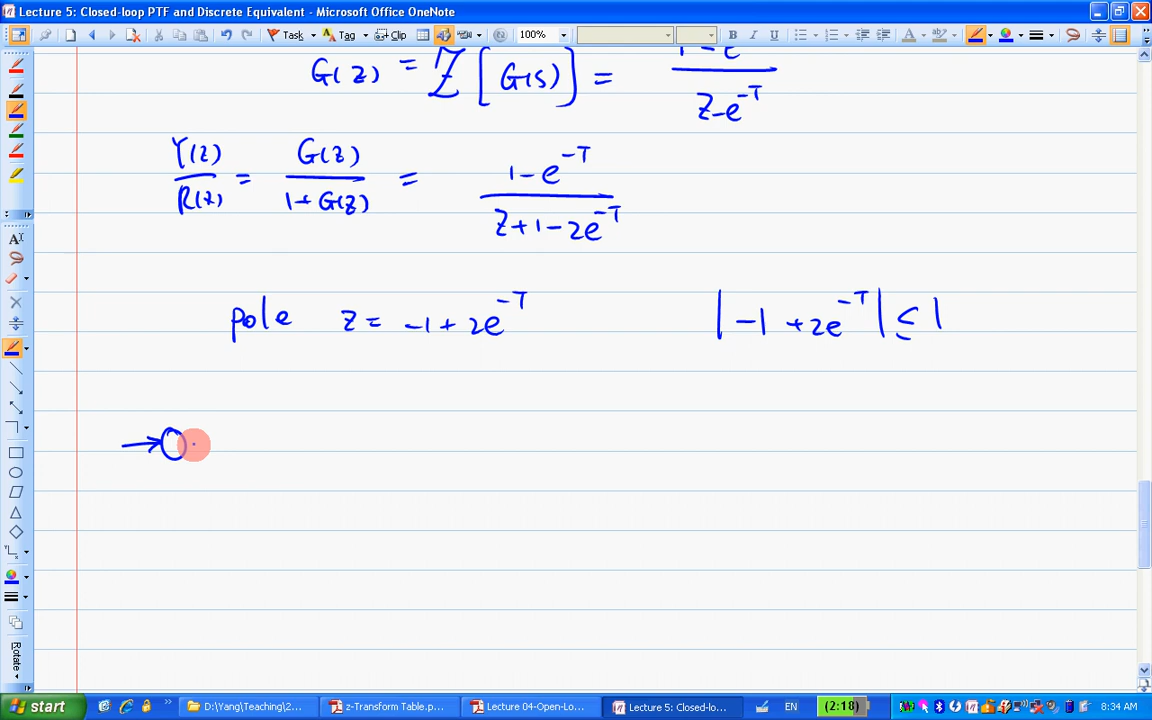 Lecture 5: Closed-loop PTF and Discrete Equivalent - Microsoft Office OneNote
Task Tag Clip 100% B I U
G(z) = Z [G(s)] = 1 - e / z - e^-T
Y(z) / R(z) = G(z) / 1 + G(z) = 1 - e^-T / z + 1 - 2e^-T
pole z = -1 + 2e^-T | -1 + 2e^-T | ≤ 1
Rotate
start D:\Yang\Teaching\2... z-Transform Table.p... Lecture 04-Open-Lo... Lecture 5: Closed-lo... EN (2:18) 8:34 AM